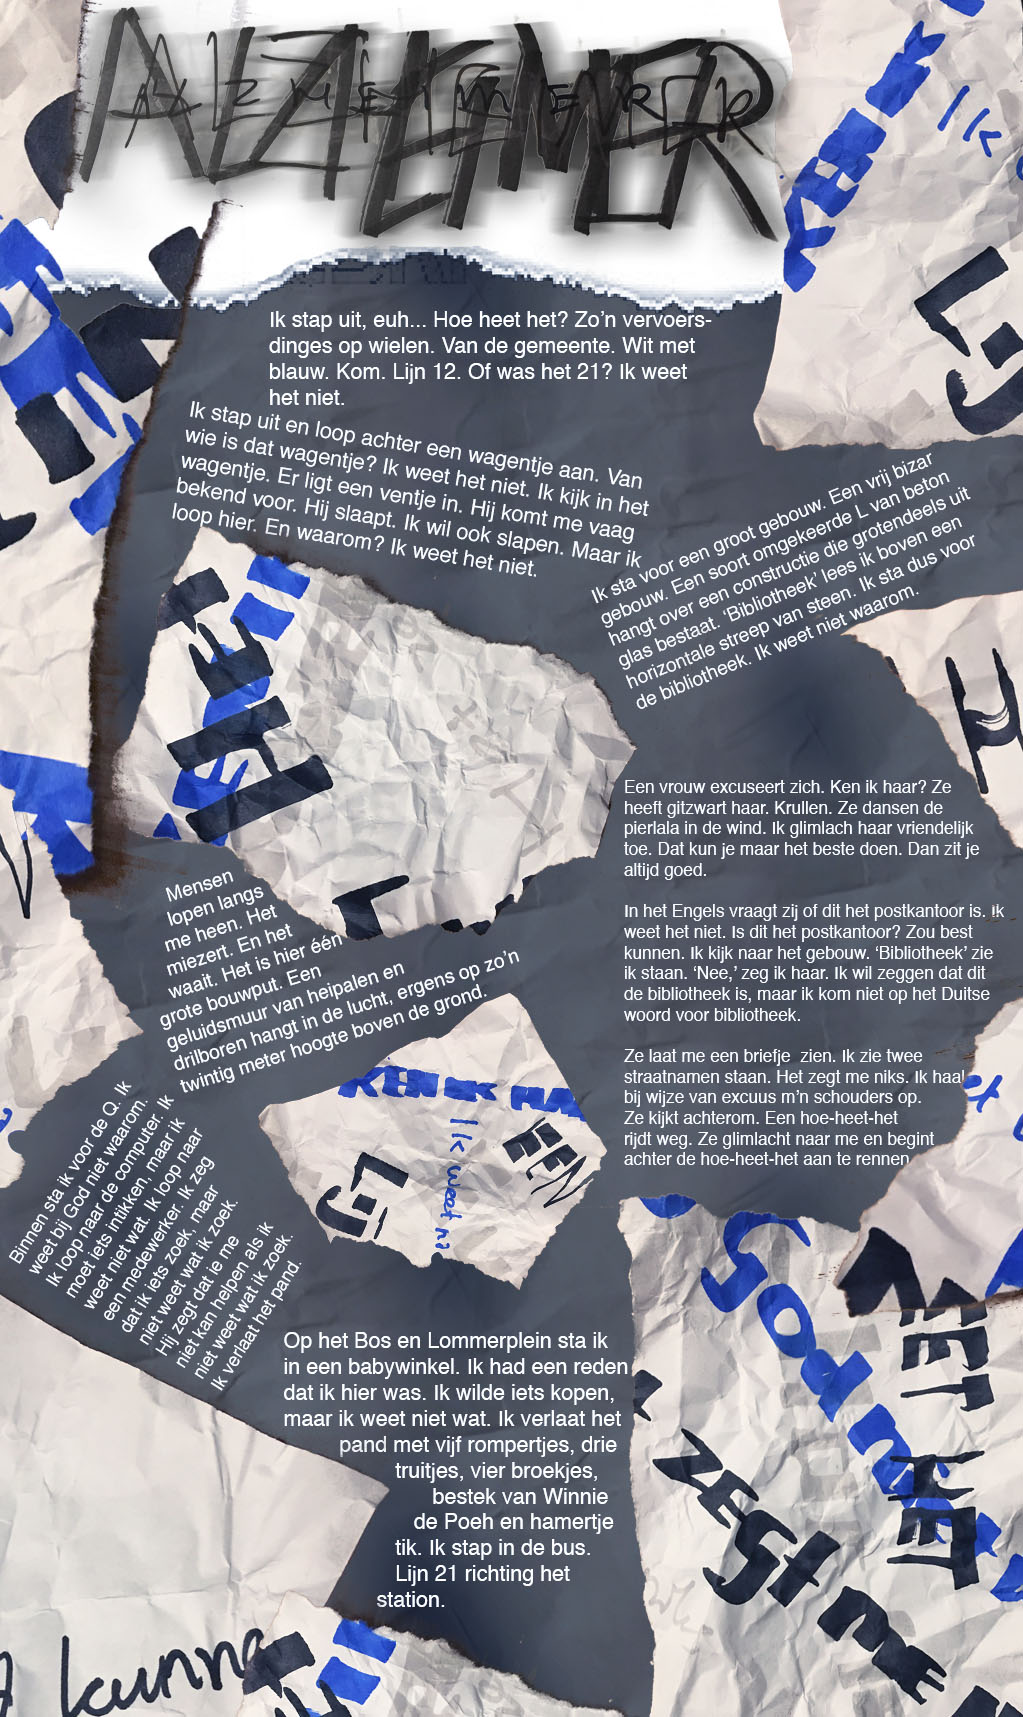 ALZHEIMER
Ik stap uit, euh... Hoe heet het? Zo’n vervoers-
dinges op wielen. Van de gemeente. Wit met
blauw. Kom. Lijn 12. Of was het 21? Ik weet
het niet.
Ik stap uit en loop achter een wagentje aan. Van
wie is dat wagentje? Ik weet het niet. Ik kijk in het
wagentje. Er ligt een ventje in. Hij komt me vaag
bekend voor. Hij slaapt. Ik wil ook slapen. Maar ik
loop hier. En waarom? Ik weet het niet.
Ik sta voor een groot gebouw. Een vrij bizar
gebouw. Een soort omgekeerde L van beton
hangt over een constructie die grotendeels uit
glas bestaat. ‘Bibliotheek’ lees ik boven een
horizontale streep van steen. Ik sta dus voor
de bibliotheek. Ik weet niet waarom.
Een vrouw excuseert zich. Ken ik haar? Ze
heeft gitzwart haar. Krullen. Ze dansen de
pierlala in de wind. Ik glimlach haar vriendelijk
toe. Dat kun je maar het beste doen. Dan zit je
altijd goed.
In het Engels vraagt zij of dit het postkantoor is. Ik
weet het niet. Is dit het postkantoor? Zou best
kunnen. Ik kijk naar het gebouw. ‘Bibliotheek’ zie
ik staan. ‘Nee,’ zeg ik haar. Ik wil zeggen dat dit
de bibliotheek is, maar ik kom niet op het Duitse
woord voor bibliotheek.
Ze laat me een briefje  zien. Ik zie twee
straatnamen staan. Het zegt me niks. Ik haal
bij wijze van excuus m’n schouders op.
Ze kijkt achterom. Een hoe-heet-het
rijdt weg. Ze glimlacht naar me en begint
achter de hoe-heet-het aan te rennen
Mensen
lopen langs
me heen. Het
miezert. En het
waait. Het is hier één
grote bouwput. Een
geluidsmuur van heipalen en
drilboren hangt in de lucht, ergens op zo’n
twintig meter hoogte boven de grond.
Binnen sta ik voor de Q. Ik
weet bij God niet waarom.
Ik loop naar de computer. Ik
moet iets intikken, maar ik
weet niet wat. Ik loop naar
een medewerker. Ik zeg
dat ik iets zoek, maar
niet weet wat ik zoek.
Hij zegt dat ie me
niet kan helpen als ik
niet weet wat ik zoek.
Ik verlaat het pand.
Op het Bos en Lommerplein sta ik
in een babywinkel. Ik had een reden
dat ik hier was. Ik wilde iets kopen,
maar ik weet niet wat. Ik verlaat het
pand met vijf rompertjes, drie
truitjes, vier broekjes,
bestek van Winnie
de Poeh en hamertje
tik. Ik stap in de bus.
Lijn 21 richting het
station.
Ik
LIJ
HET
Ik weet ni
EEN
LIJ
God
EET
HET
ZEGT ME
kunne